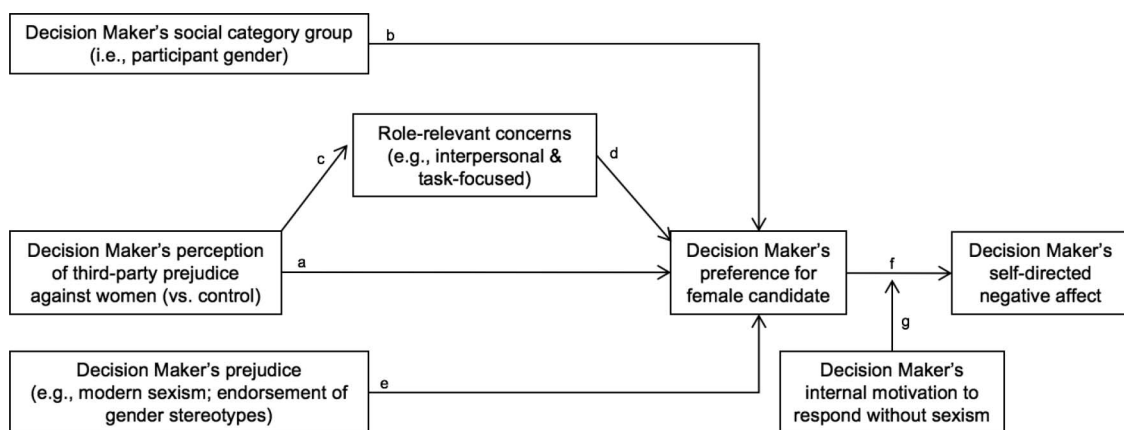 Decision Maker's social category group
(i.e., participant gender)
b
Role-relevant concerns
(e.g., interpersonal &
task-focused)
c
d
Decision Maker's perception
of third-party prejudice
against women (vs. control)
a
Decision Maker's
preference for
female candidate
f
Decision Maker's
self-directed
negative affect
g
Decision Maker's prejudice
(e.g., modern sexism; endorsement of
gender stereotypes)
e
Decision Maker's
internal motivation to
respond without sexism